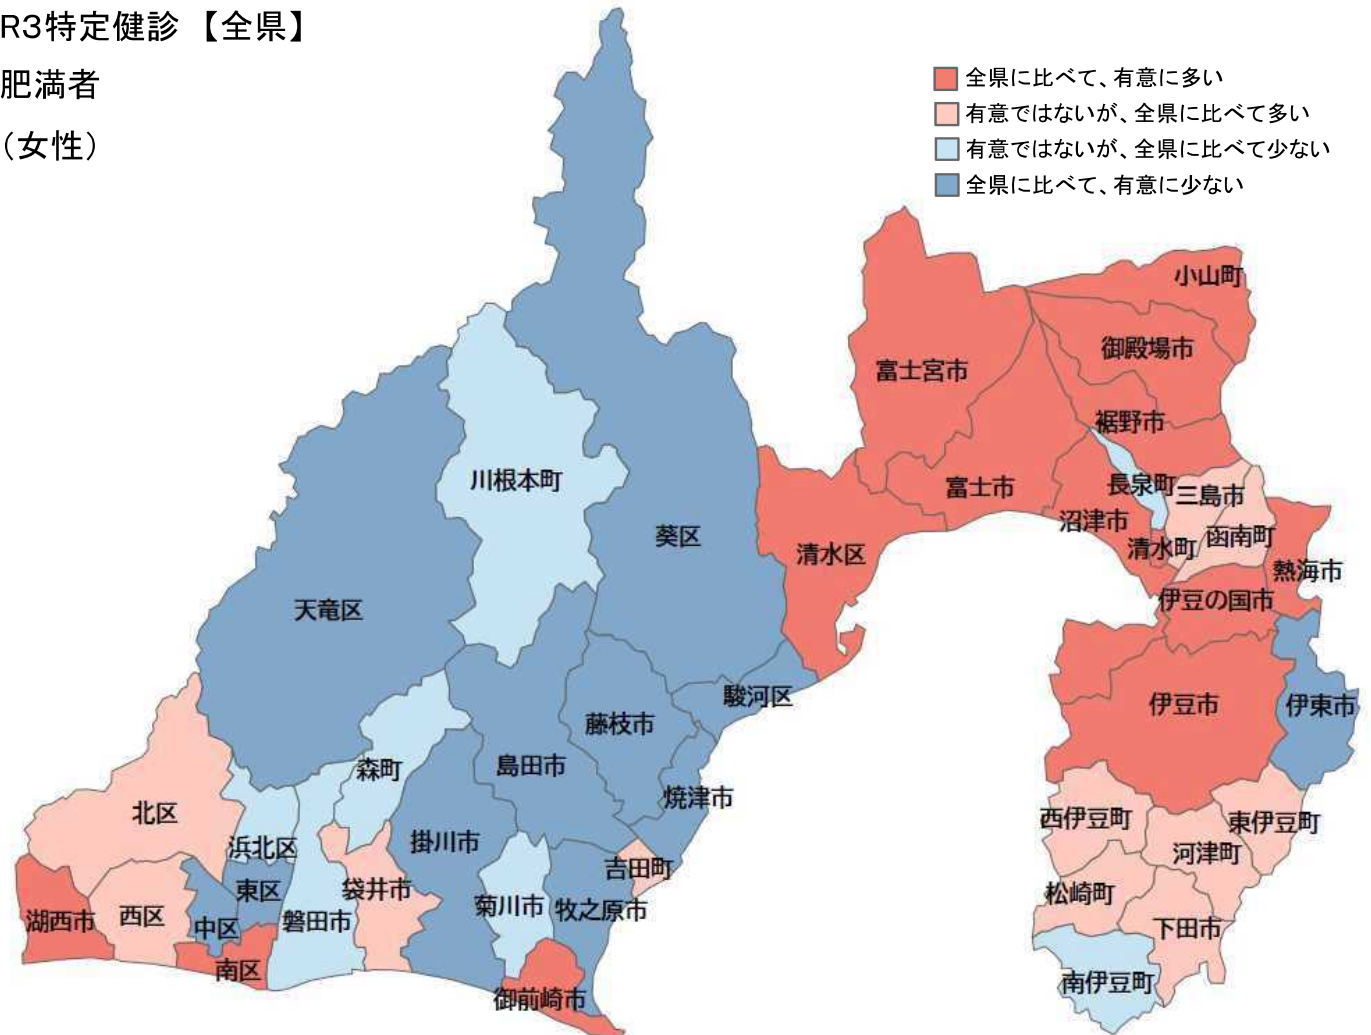 R3特定健診 【全県】
肥満者
（女性）
全県に比べて、有意に多い
有意ではないが、全県に比べて多い
有意ではないが、全県に比べて少ない
全県に比べて、有意に少ない
小山町
御殿場市
富士宮市
裾野市
川根本町
富士市
長泉町
三島市
沼津市
葵区
函南町
清水区
清水町
熱海市
伊豆の国市
天竜区
駿河区
伊豆市
伊東市
藤枝市
島田市
森町
焼津市
北区
西伊豆町
東伊豆町
掛川市
浜北区
河津町
吉田町
東区
袋井市
松崎町
菊川市
牧之原市
湖西市
西区
中区
磐田市
下田市
南区
南伊豆町
御前崎市